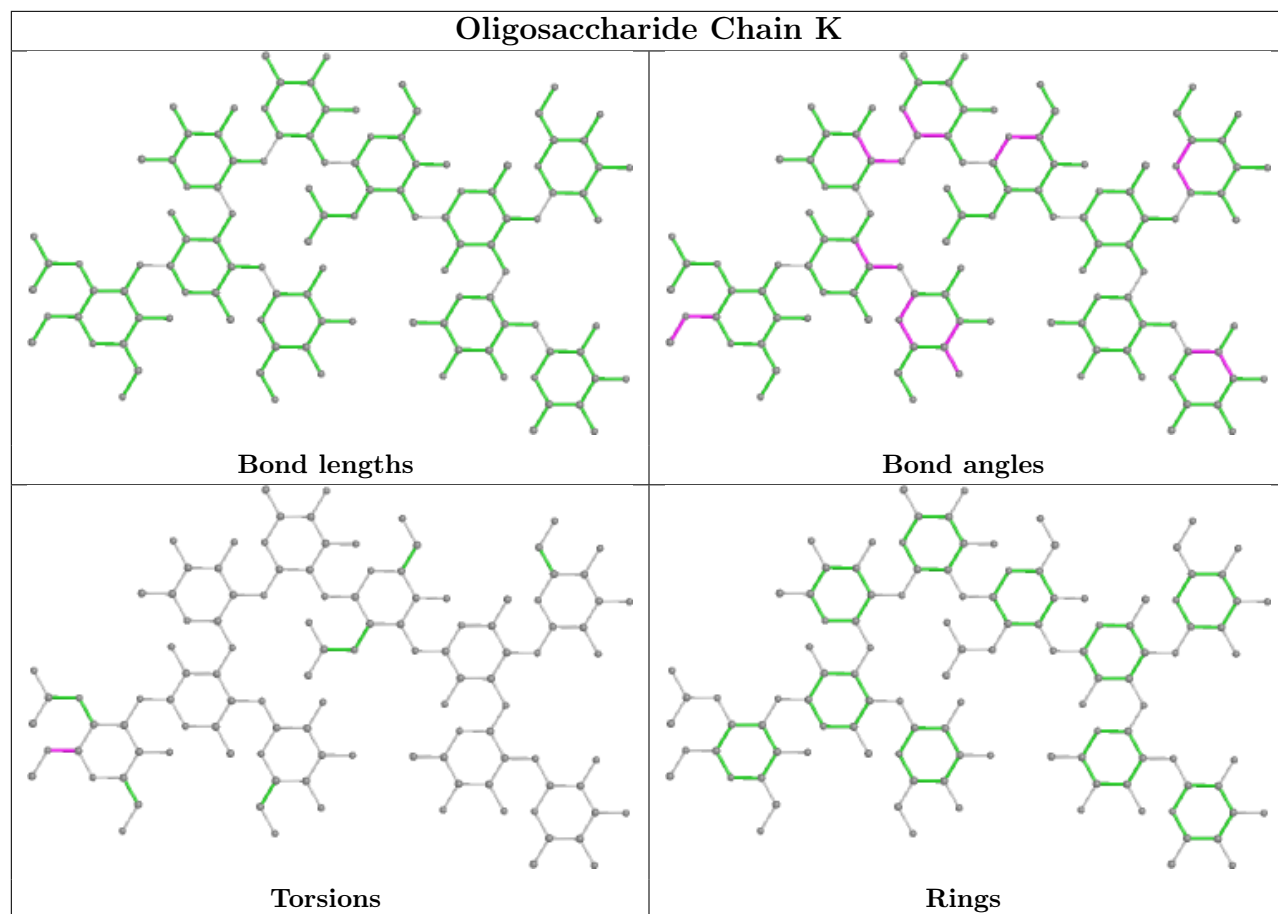 Oligosaccharide Chain K
Bond lengths
Bond angles
Torsions
Rings